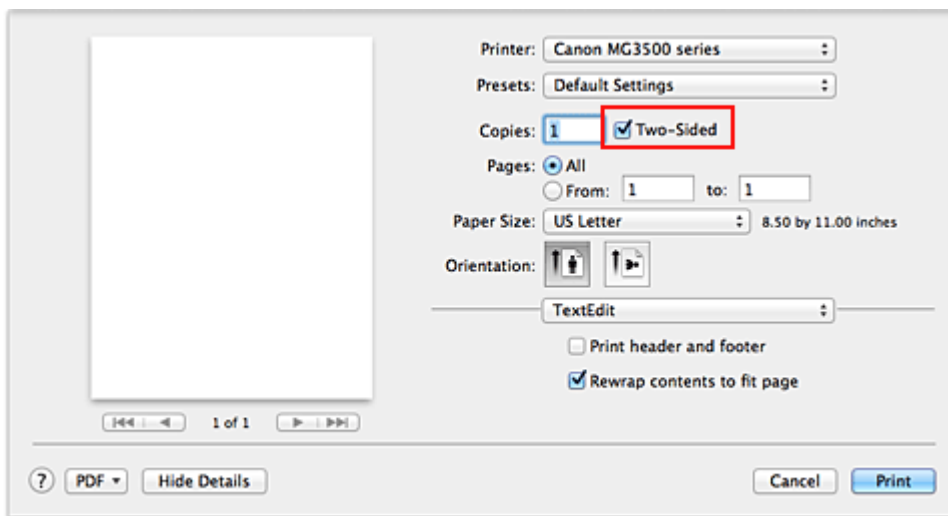 Printer: Canon MG3500 series
Presets: Default Settings
Copies: 1 Two-Sided
Pages: All
From: 1 to: 1
Paper Size: US Letter 8.50 by 11.00 inches
Orientation:
TextEdit
Print header and footer
Rewrap contents to fit page
1 of 1
? PDF Hide Details Cancel Print